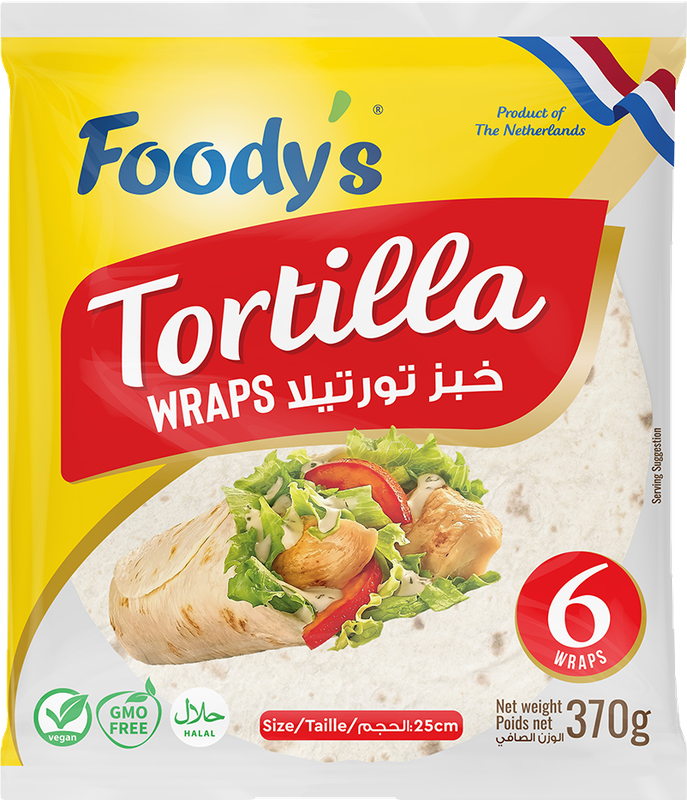 Foody's ®
Product of
The Netherlands
Tortilla
WRAPS خبز تورتيلا
Serving Suggestion
6
WRAPS
vegan
GMO
FREE
حلال
HALAL
Size/Taille/الحجم:25cm
Net weight
Poids net
الوزن الصافي
370g